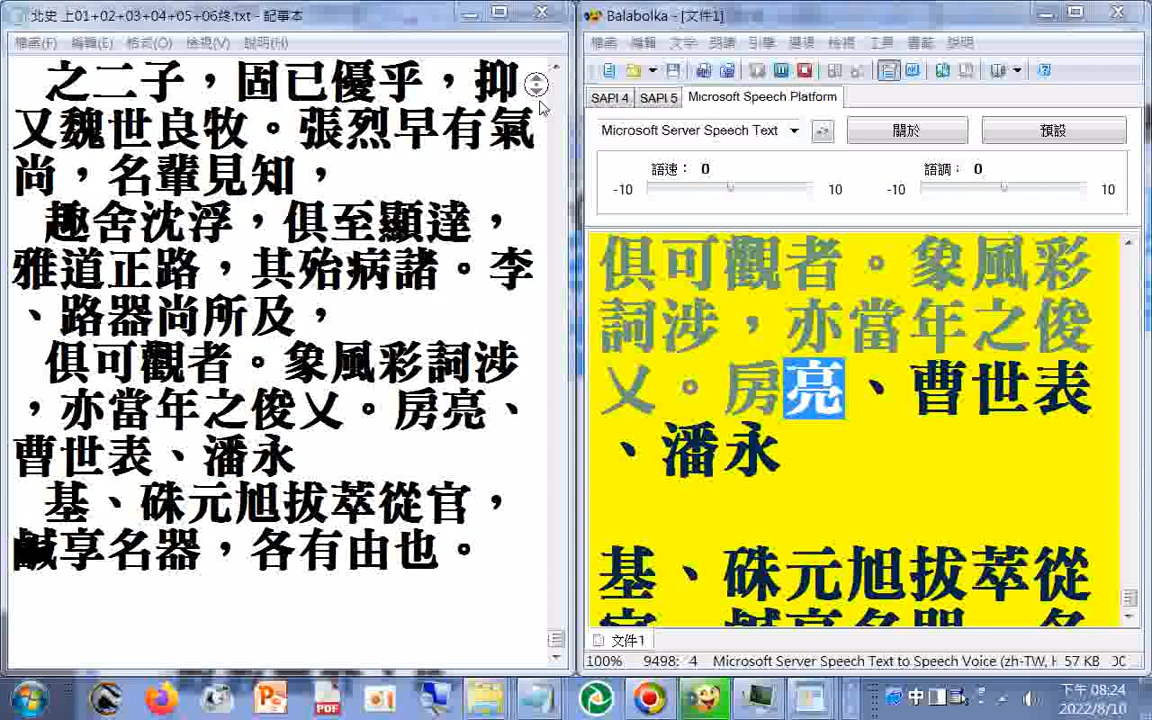 北史 上01+02+03+04+05+06终.txt - 記事本
檔案(F) 編輯(E) 格式(O) 檢視(V) 說明(H)
之二子，固已優乎，抑
又魏世良牧。張烈早有氣
尚，名輩見知，
趣舍沈浮，俱至顯達，
雅道正路，其殆病諸。李
、路器尚所及，
俱可觀者。象風彩詞涉
，亦當年之俊乂。房亮、
曹世表、潘永
基、硃元旭拔萃從官，
鹹享名器，各有由也。
Balabolka - [文件1]
檔案 編輯 文字 朗讀 引擎 選項 檢視 工具 書籤 說明
SAPI 4 SAPI 5 Microsoft Speech Platform
Microsoft Server Speech Text 關於 預設
語速： 0 語調： 0
-10 10 -10 10
俱可觀者。象風彩
詞涉，亦當年之俊
乂。房亮、曹世表
、潘永
基、硃元旭拔萃從
官，鹹享名器，各
文件1
100% 9498: 4 Microsoft Server Speech Text to Speech Voice (zh-TW, H 57 KB
PDF
中
下午 08:24
2022/8/10